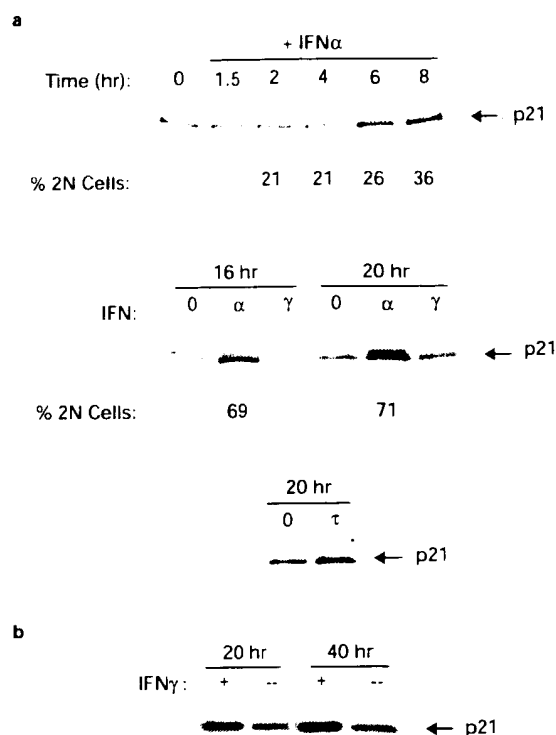 a
+ IFNα
Time (hr): 0 1.5 2 4 6 8
← p21
% 2N Cells: 21 21 26 36
16 hr 20 hr
IFN: 0 α γ 0 α γ
← p21
% 2N Cells: 69 71
20 hr
0 τ
← p21
b
20 hr 40 hr
IFNγ: + -- + --
← p21